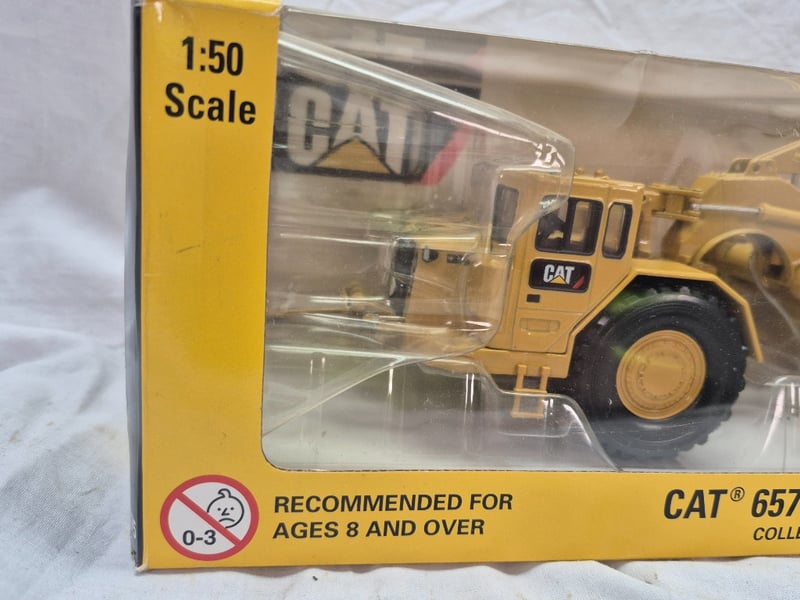 1:50
Scale
CAT
CAT
0-3
RECOMMENDED FOR
AGES 8 AND OVER
CAT® 657
COLLE